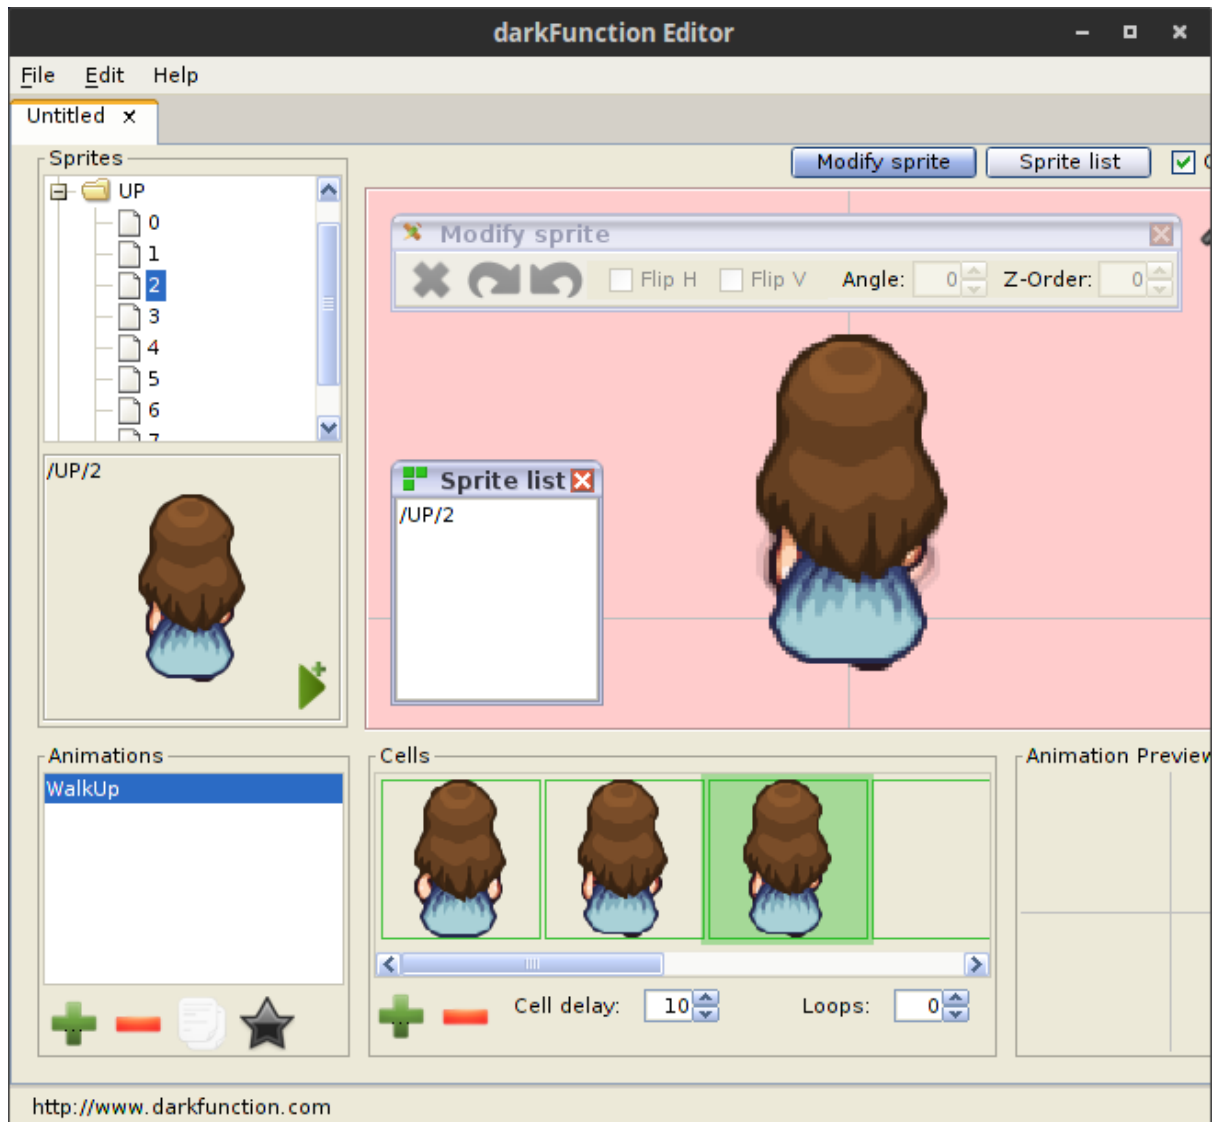 darkFunction Editor
File Edit Help
Untitled x
Sprites
Modify sprite
Sprite list
UP
0
1
2
3
4
5
6
7
Modify sprite
Flip H
Flip V
Angle: 0
Z-Order: 0
/UP/2
Sprite list
/UP/2
Animations
WalkUp
Cells
Cell delay: 10
Loops: 0
Animation Preview
http://www.darkfunction.com